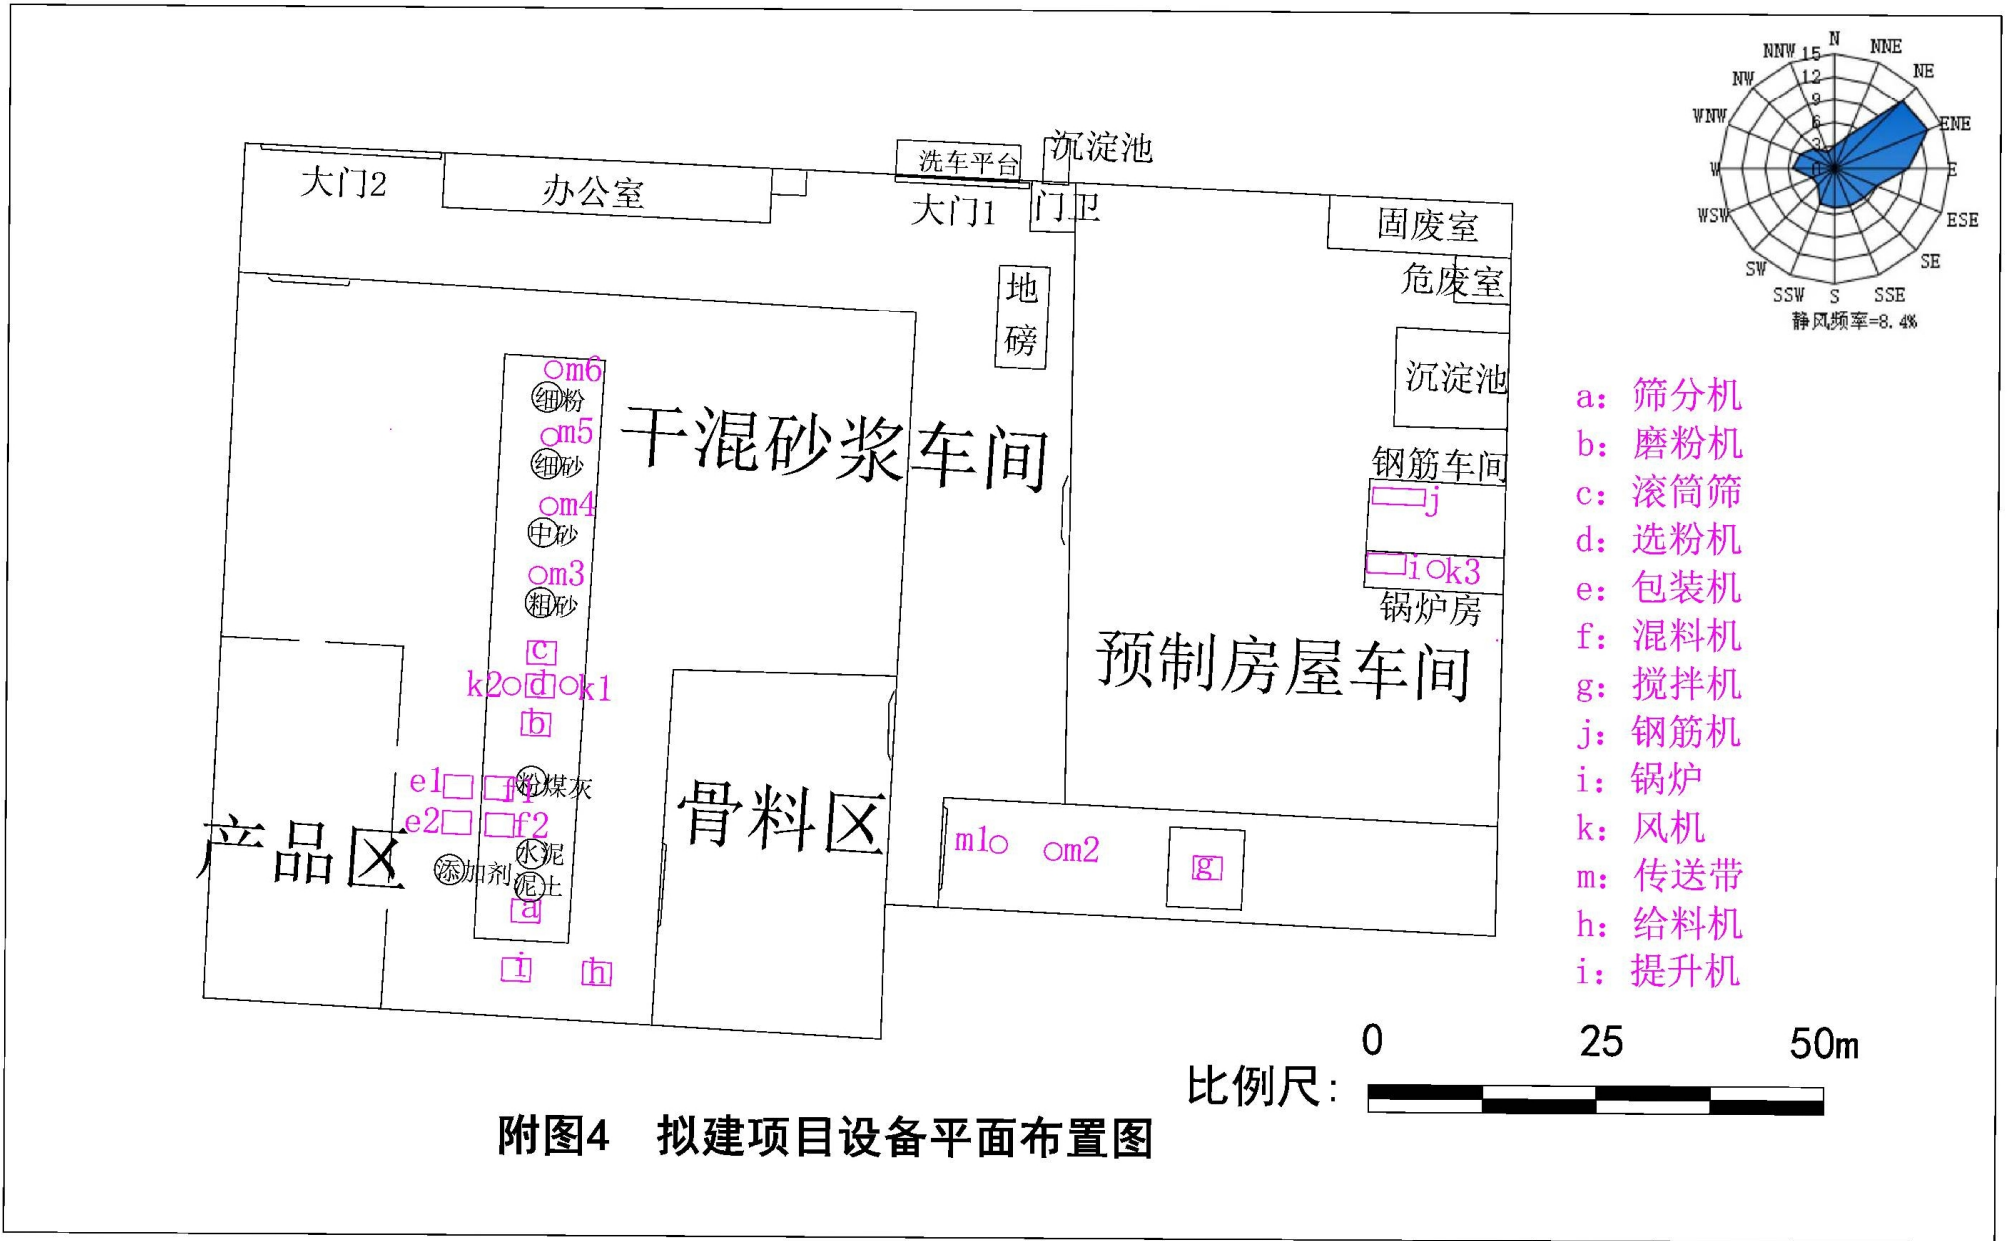 N
NNW
15
NNE
NW
12
NE
9
WNW
6
ENE
3
W
0
E
WSW
ESE
SW
SE
SSW
S
SSE
静风频率=8.4%
洗车平台
沉淀池
大门2
办公室
大门1
门卫
固废室
危废室
地
磅
沉淀池
m6
细粉
m5
细砂
干混砂浆车间
m4
中砂
m3
粗砂
钢筋车间
j
i
k3
锅炉房
预制房屋车间
c
k2
d
k1
b
e1
f1
粉煤灰
e2
f2
水泥
添加剂
泥土
a
i
h
产品区
骨料区
m1
m2
g
a: 筛分机
b: 磨粉机
c: 滚筒筛
d: 选粉机
e: 包装机
f: 混料机
g: 搅拌机
j: 钢筋机
i: 锅炉
k: 风机
m: 传送带
h: 给料机
i: 提升机
0 25 50m
比例尺:
附图4 拟建项目设备平面布置图